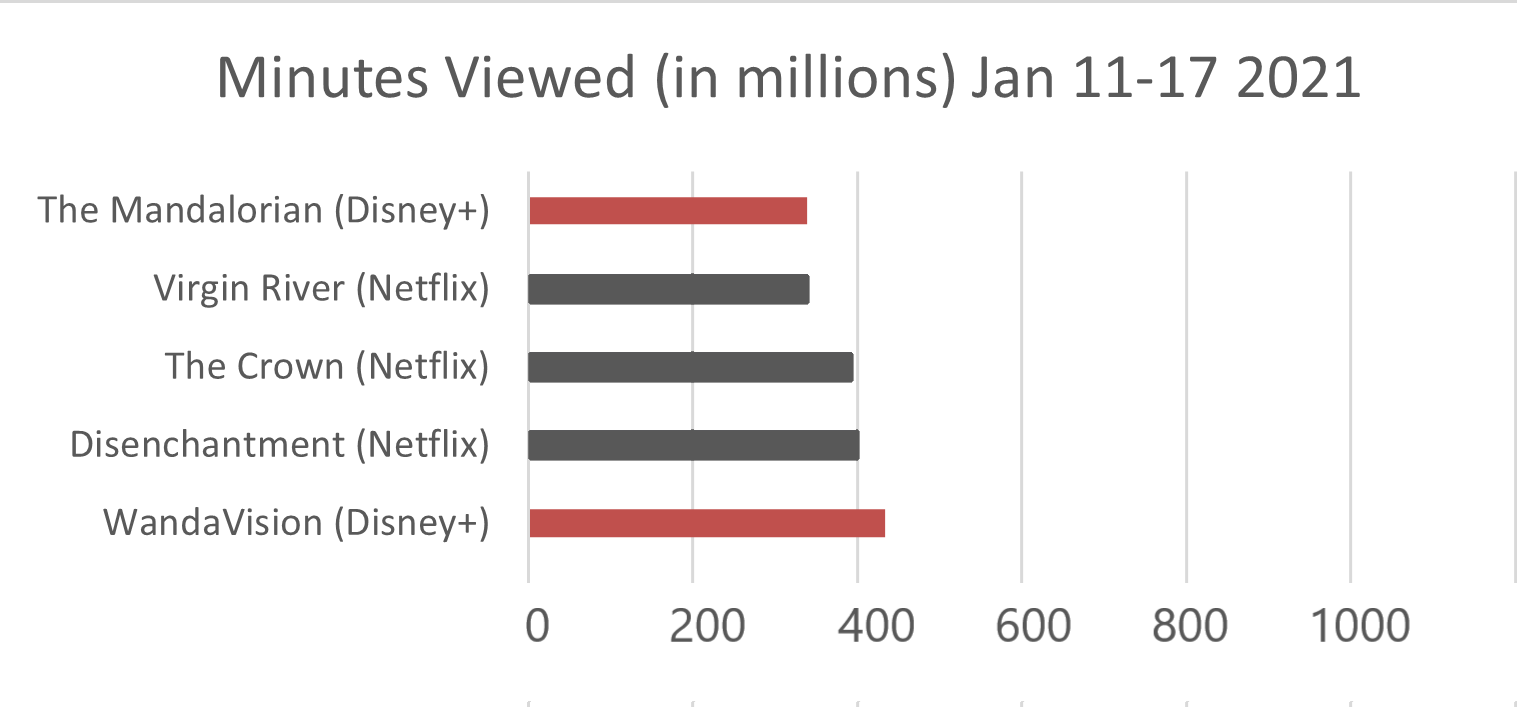 Minutes Viewed (in millions) Jan 11-17 2021
The Mandalorian (Disney+)
Virgin River (Netflix)
The Crown (Netflix)
Disenchantment (Netflix)
WandaVision (Disney+)
0 200 400 600 800 1000